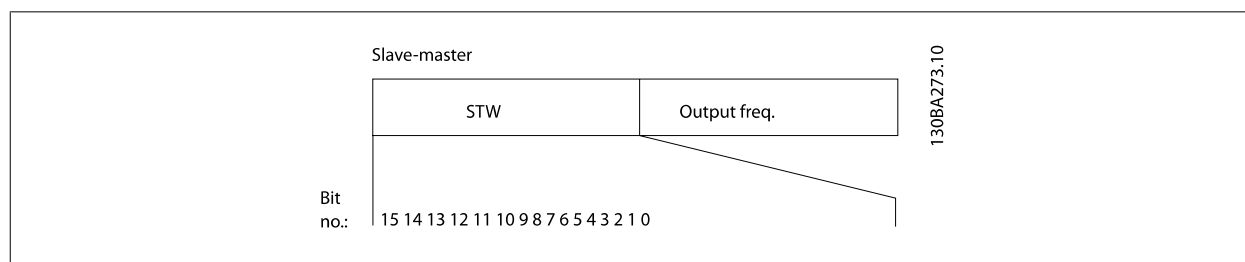 Slave-master
STW
Output freq.
130BA273.10
Bit
no.: 15 14 13 12 11 10 9 8 7 6 5 4 3 2 1 0